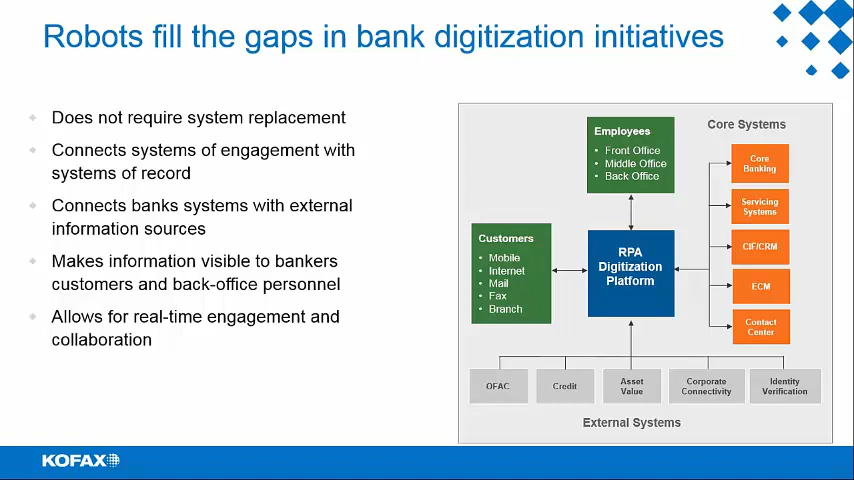 Robots fill the gaps in bank digitization initiatives
Does not require system replacement
Connects systems of engagement with
systems of record
Connects banks systems with external
information sources
Makes information visible to bankers
customers and back-office personnel
Allows for real-time engagement and
collaboration
Employees
• Front Office
• Middle Office
• Back Office
Core Systems
Core
Banking
Servicing
Systems
CIF/CRM
ECM
Contact
Center
Customers
• Mobile
• Internet
• Mail
• Fax
• Branch
RPA
Digitization
Platform
OFAC
Credit
Asset
Value
Corporate
Connectivity
Identity
Verification
External Systems
KOFAX